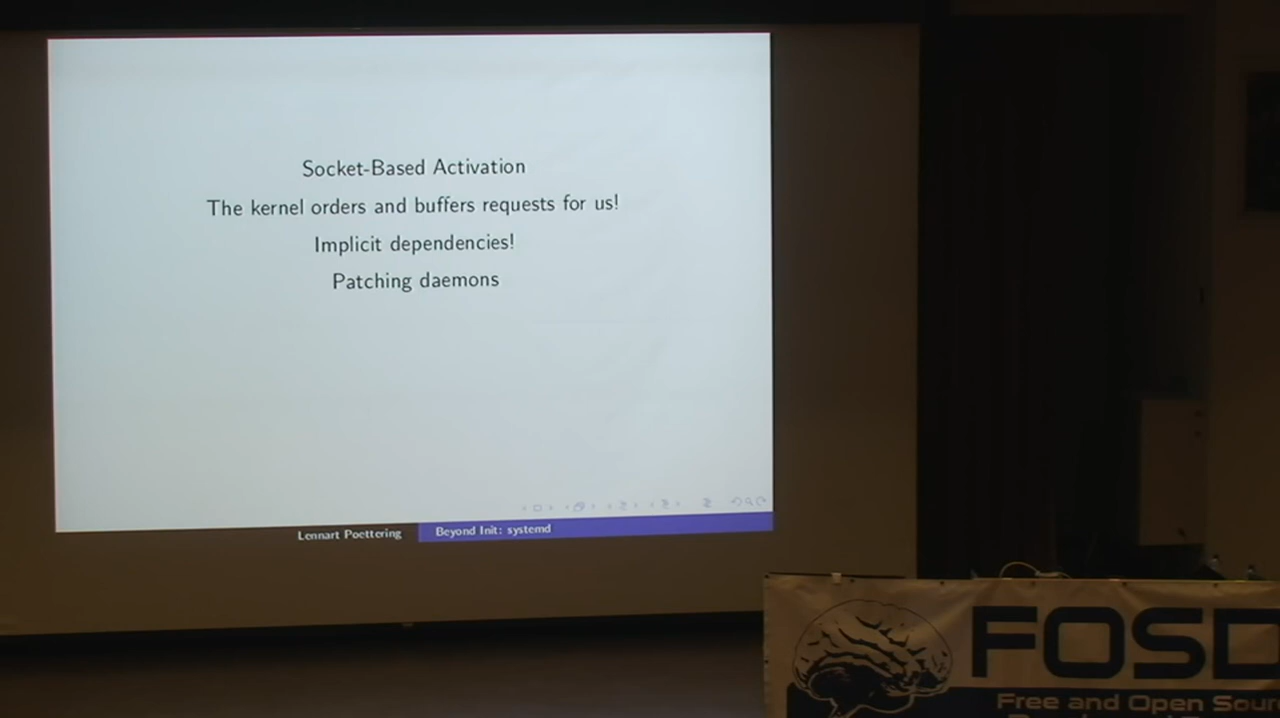 Socket-Based Activation
The kernel orders and buffers requests for us!
Implicit dependencies!
Patching daemons
Lennart Poettering
Beyond Init: systemd
FOSD
Free and Open Sour